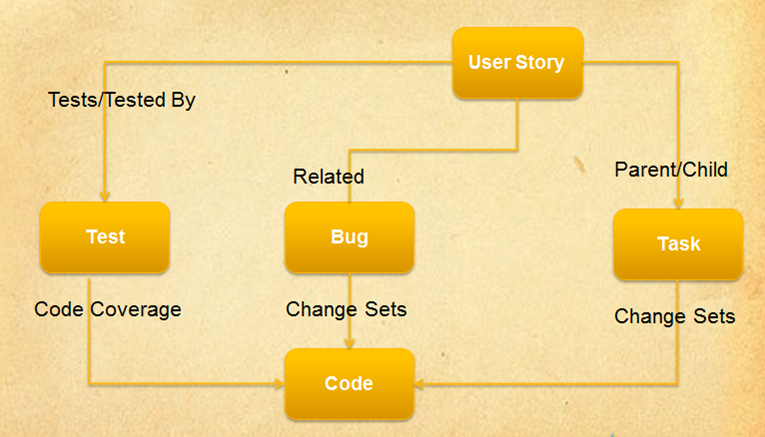 User Story
Tests/Tested By
Related
Parent/Child
Test
Bug
Task
Code Coverage
Change Sets
Change Sets
Code